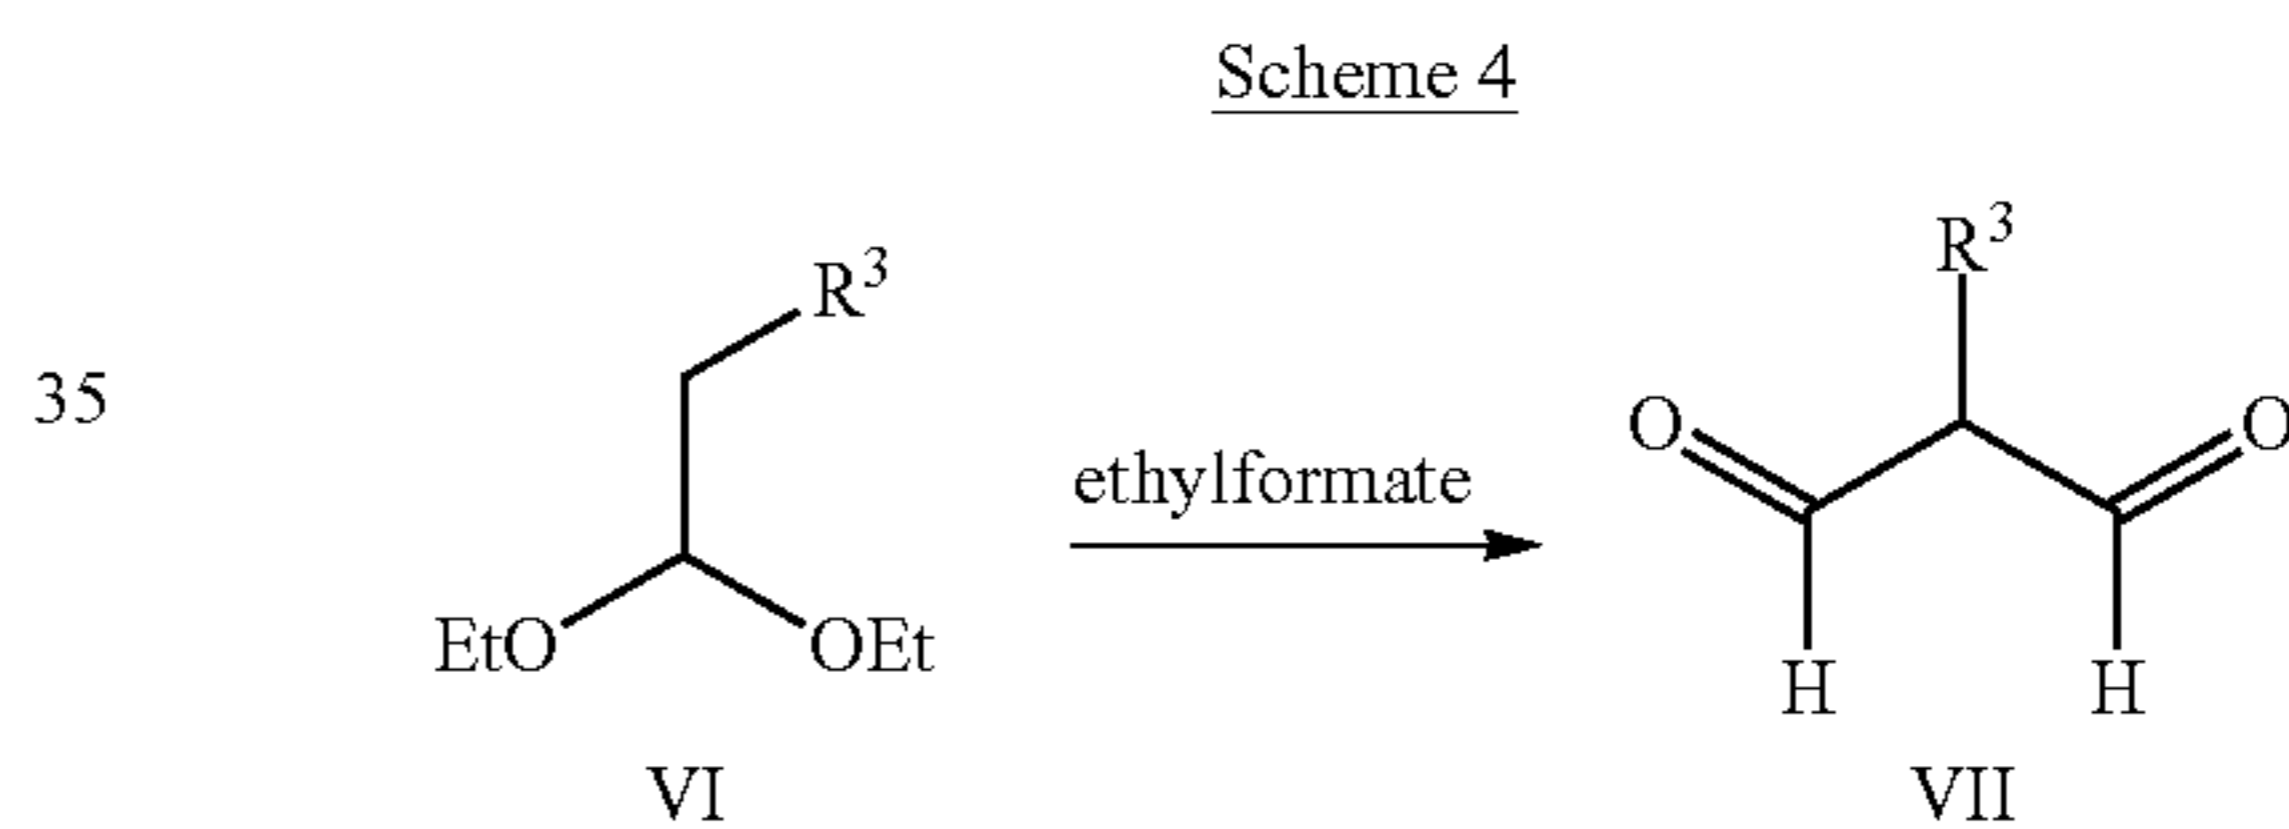 Scheme 4
R³
R³
35
O
O
ethylformate
EtO
OEt
H
H
VI
VII